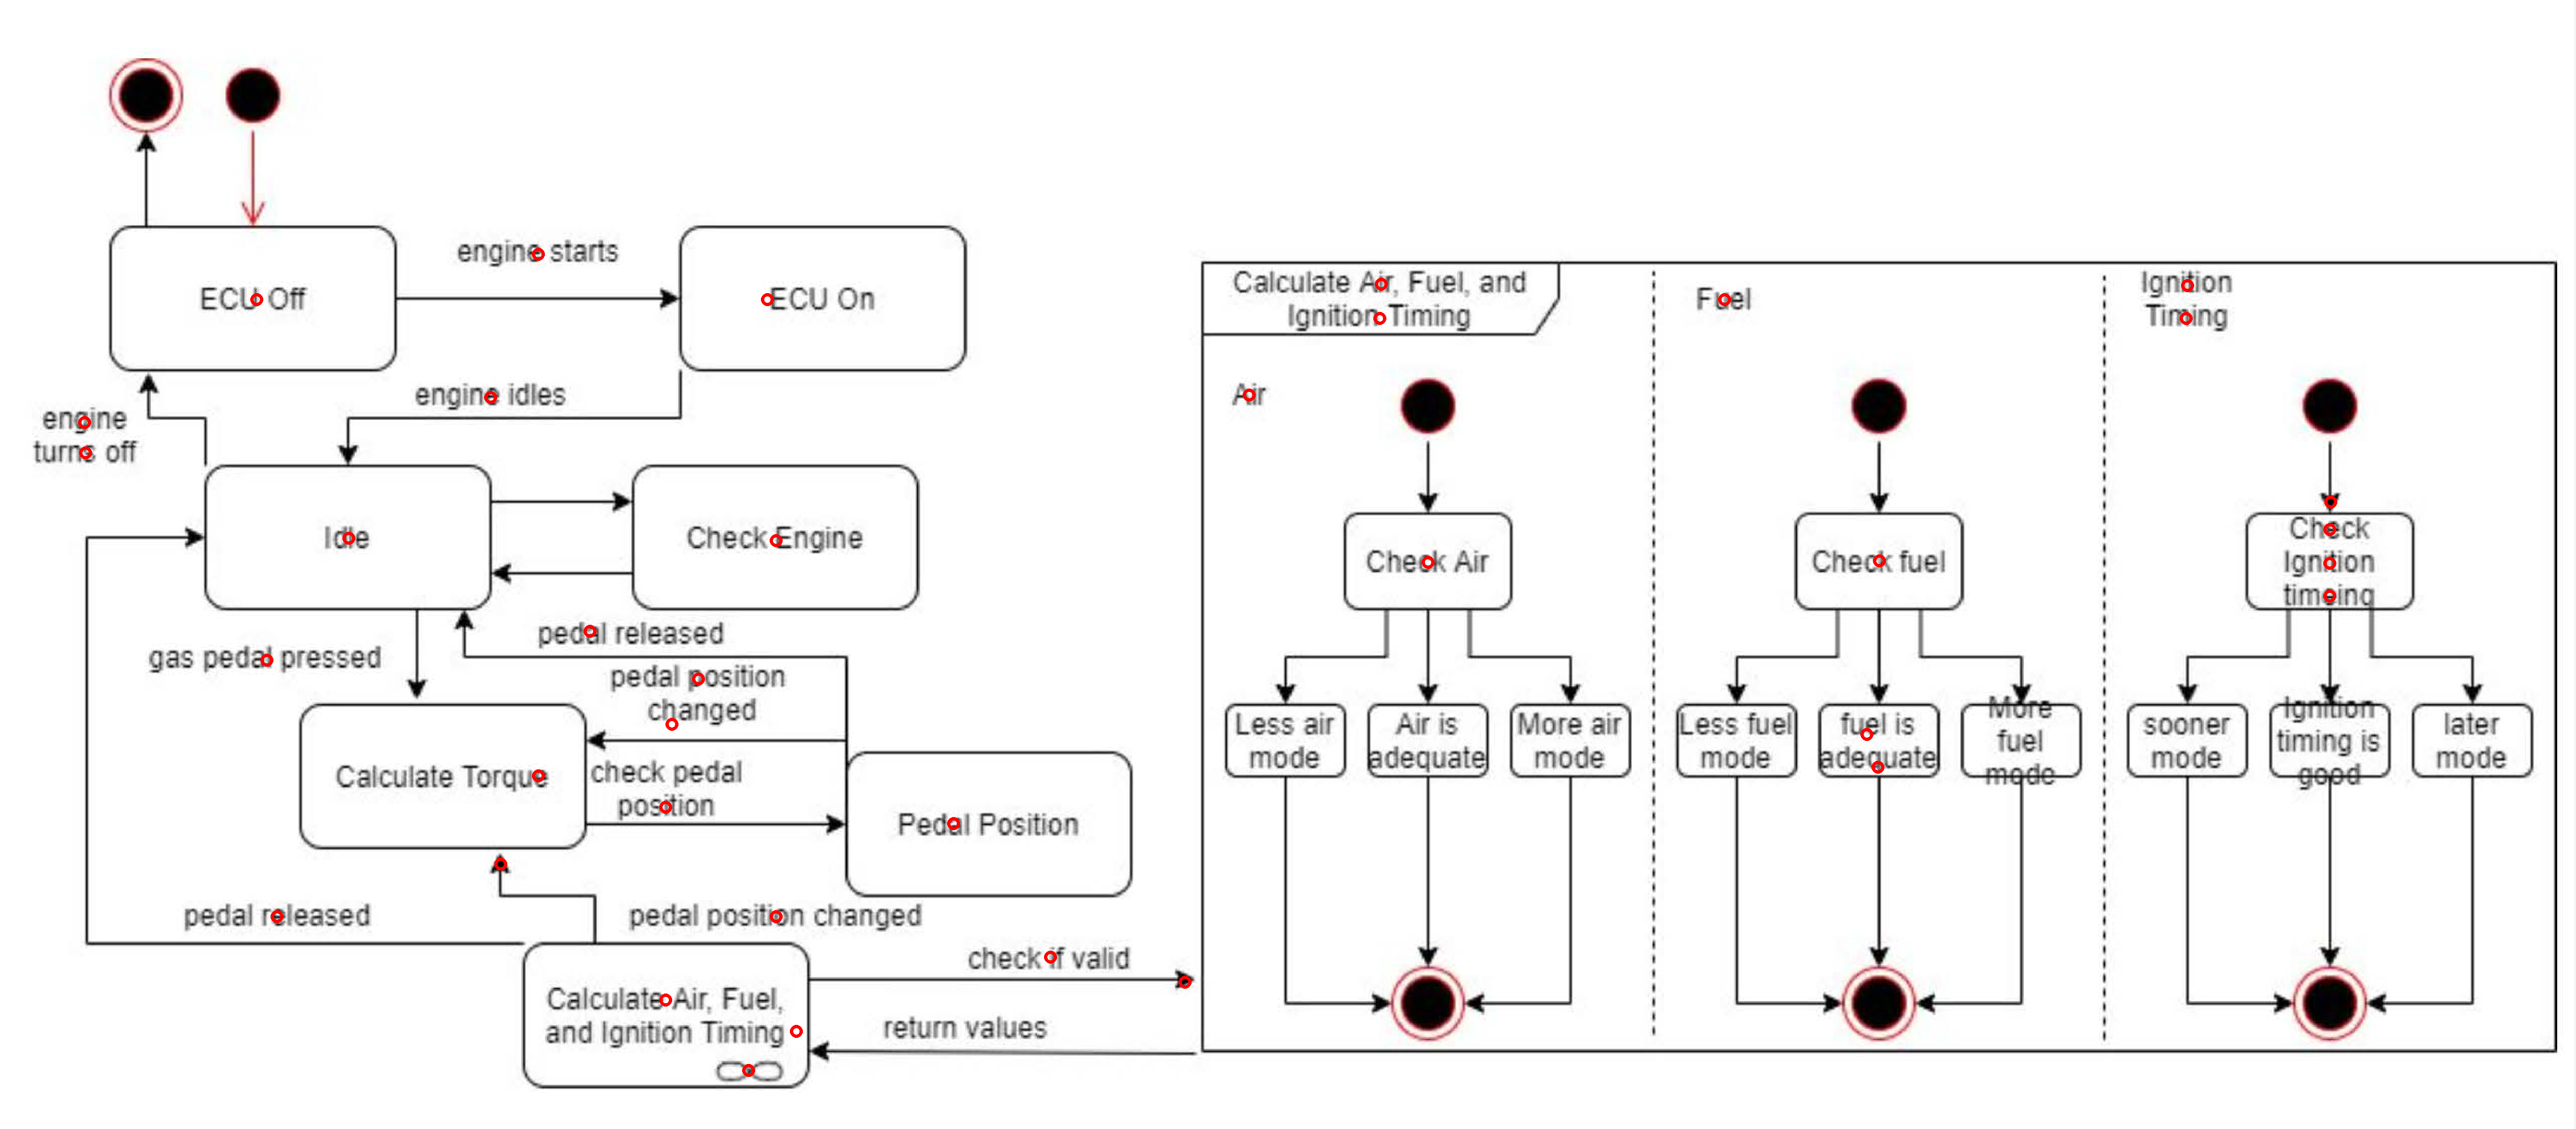 ECU Off
engine starts
ECU On
engine
turns off
engine idles
Idle
Check Engine
gas pedal pressed
pedal released
pedal position
changed
Calculate Torque
check pedal
position
Pedal Position
pedal released
pedal position changed
Calculate Air, Fuel,
and Ignition Timing
check if valid
return values
Calculate Air, Fuel, and
Ignition Timing
Air
Check Air
Less air
mode
Air is
adequate
More air
mode
Fuel
Check fuel
Less fuel
mode
fuel is
adequate
More
fuel
mode
Ignition
Timing
Check
Ignition
timeing
sooner
mode
Ignition
timing is
good
later
mode